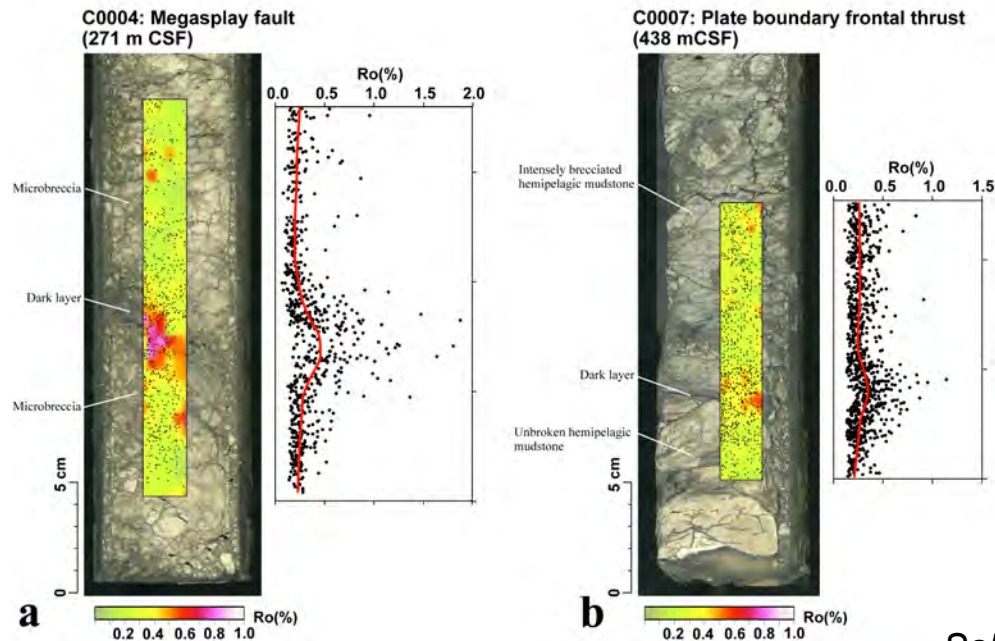 C0004: Megasplay fault
(271 m CSF)
Ro(%)
0.0 0.5 1.0 1.5 2.0
Microbreccia
Dark layer
Microbreccia
5 cm
0
a
Ro(%)
0.2 0.4 0.6 0.8 1.0
C0007: Plate boundary frontal thrust
(438 mCSF)
Ro(%)
0.0 0.5 1.0 1.5
Intensely brecciated
hemipelagic mudstone
Dark layer
Unbroken hemipelagic
mudstone
5 cm
0
b
Ro(%)
0.2 0.4 0.6 0.8 1.0